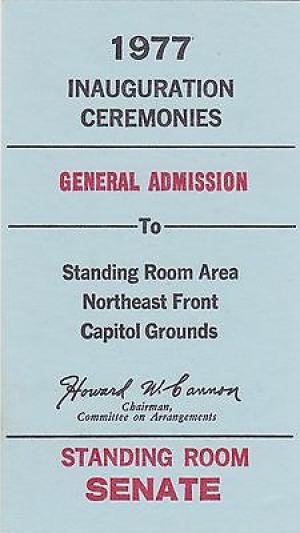 1977
INAUGURATION
CEREMONIES
GENERAL ADMISSION
To
Standing Room Area
Northeast Front
Capitol Grounds
Howard W. Cannon
Chairman,
Committee on Arrangements
STANDING ROOM
SENATE